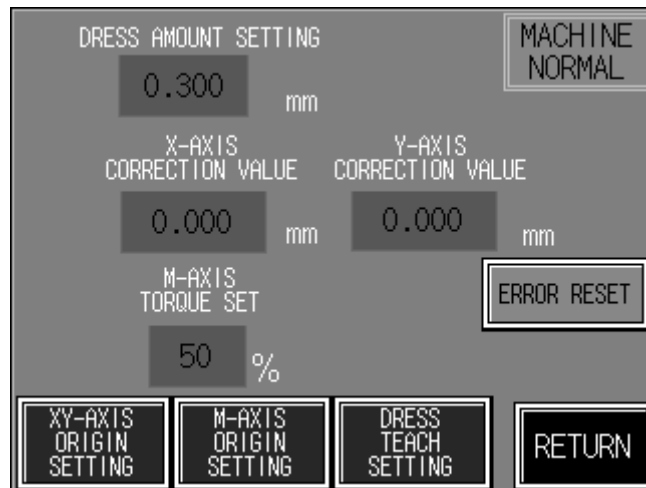 DRESS AMOUNT SETTING
MACHINE
NORMAL
0.300
mm
X-AXIS
CORRECTION VALUE
Y-AXIS
CORRECTION VALUE
0.000
mm
0.000
mm
M-AXIS
TORQUE SET
ERROR RESET
50
%
XY-AXIS
ORIGIN
SETTING
M-AXIS
ORIGIN
SETTING
DRESS
TEACH
SETTING
RETURN